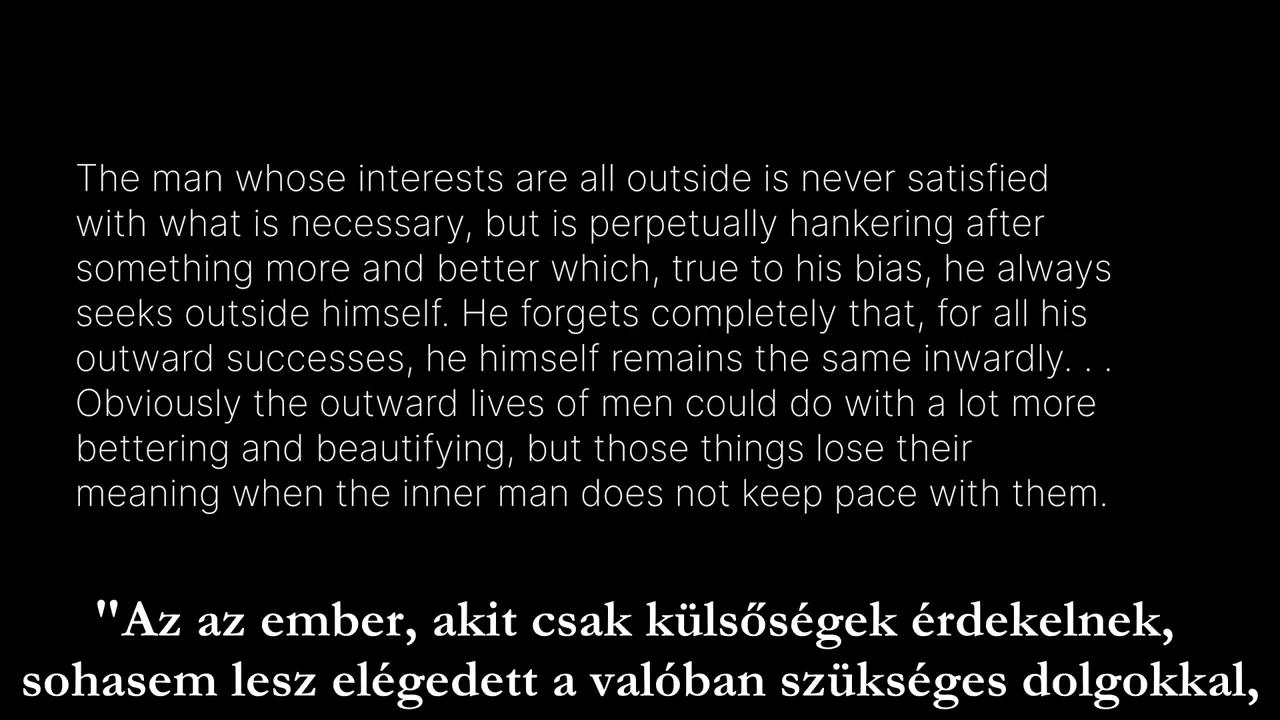 The man whose interests are all outside is never satisfied
with what is necessary, but is perpetually hankering after
something more and better which, true to his bias, he always
seeks outside himself. He forgets completely that, for all his
outward successes, he himself remains the same inwardly. . .
Obviously the outward lives of men could do with a lot more
bettering and beautifying, but those things lose their
meaning when the inner man does not keep pace with them.
"Az az ember, akit csak külsőségek érdekelnek,
sohasem lesz elégedett a valóban szükséges dolgokkal,